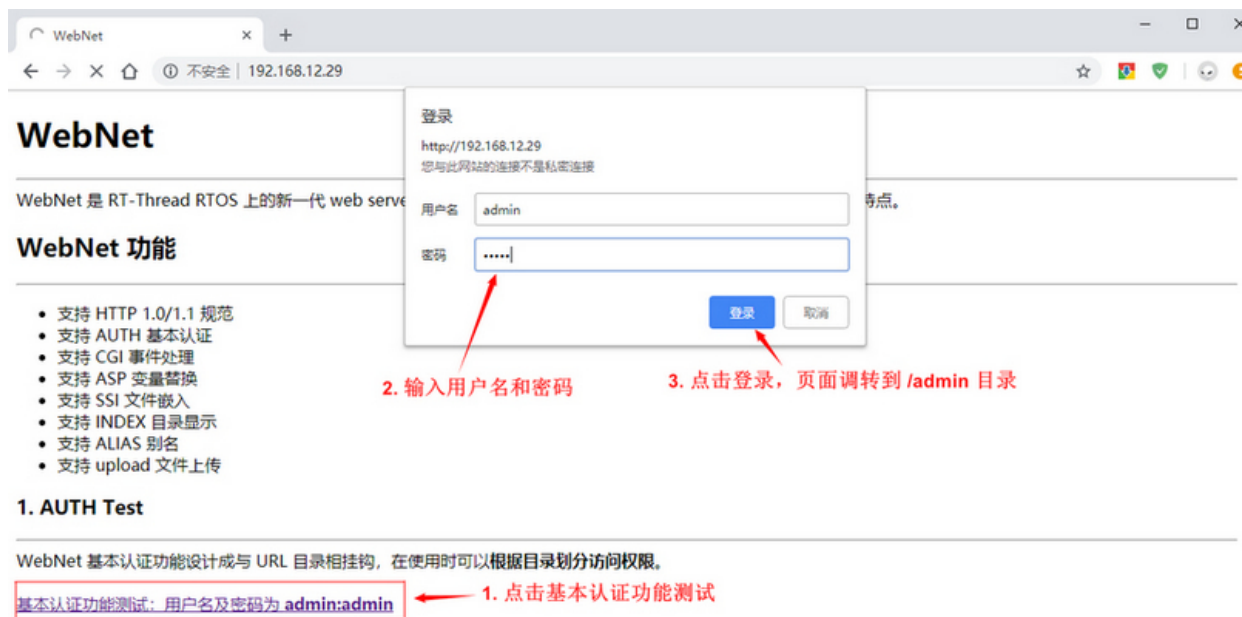 WebNet
不安全 | 192.168.12.29
登录
http://192.168.12.29
您与此网站的连接不是私密连接
用户名 admin
密码 •••••
登录 取消
WebNet
WebNet 是 RT-Thread RTOS 上的新一代 web serve
特点。
WebNet 功能
支持 HTTP 1.0/1.1 规范
支持 AUTH 基本认证
支持 CGI 事件处理
支持 ASP 变量替换
支持 SSI 文件嵌入
支持 INDEX 目录显示
支持 ALIAS 别名
支持 upload 文件上传
2. 输入用户名和密码
3. 点击登录，页面调转到 /admin 目录
1. AUTH Test
WebNet 基本认证功能设计成与 URL 目录相挂钩，在使用时可以根据目录划分访问权限。
基本认证功能测试：用户名及密码为 admin:admin
1. 点击基本认证功能测试